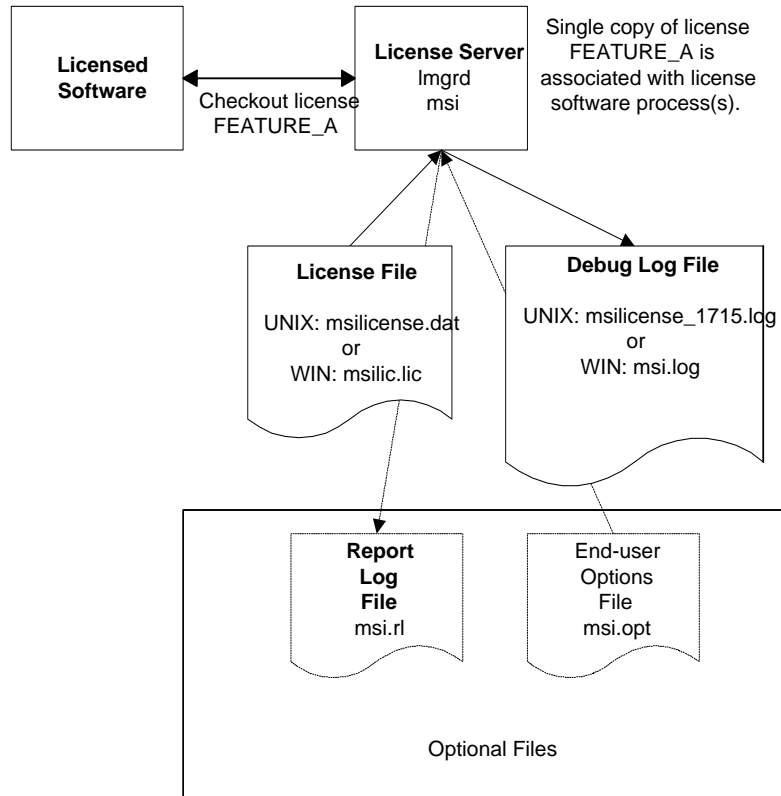 Licensed
Software
Checkout license
FEATURE_A
License Server
lmgrd
msi
Single copy of license
FEATURE_A is
associated with license
software process(s).
License File
UNIX: msilicense.dat
or
WIN: msilic.lic
Debug Log File
UNIX: msilicense_1715.log
or
WIN: msi.log
Report
Log
File
msi.rl
End-user
Options
File
msi.opt
Optional Files